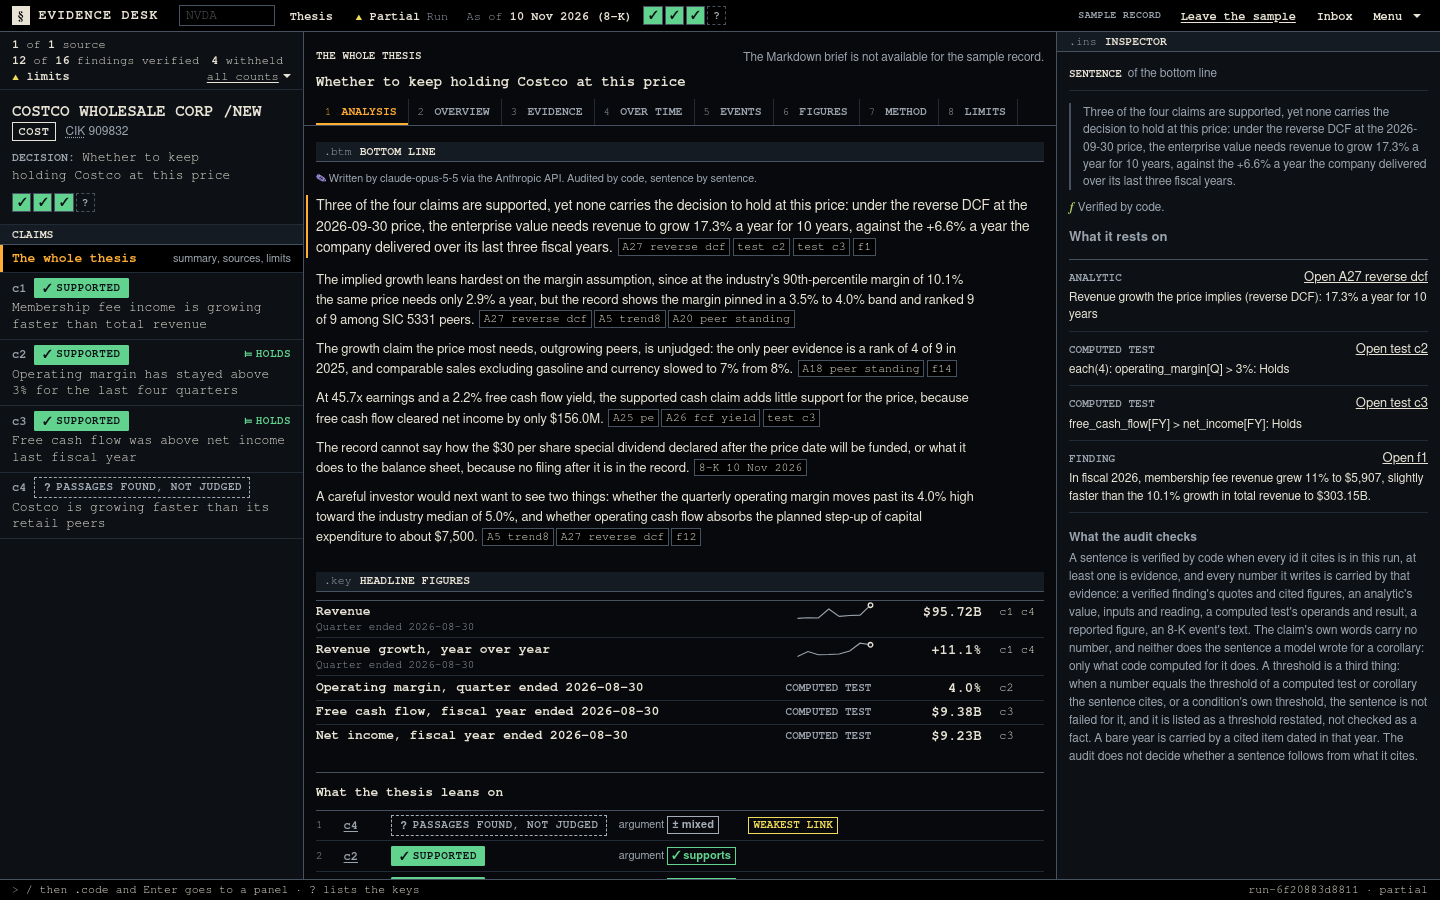 § EVIDENCE DESK NVDA Thesis ▲ Partial Run As of 10 Nov 2026 (8-K) ✓ ✓ ✓ ? SAMPLE RECORD Leave the sample Inbox Menu
1 of 1 source
12 of 16 findings verified 4 withheld
▲ limits all counts
COSTCO WHOLESALE CORP /NEW
COST CIK 909832
DECISION: Whether to keep
holding Costco at this price
✓ ✓ ✓ ?
CLAIMS
The whole thesis summary, sources, limits
c1 ✓ SUPPORTED
Membership fee income is growing
faster than total revenue
c2 ✓ SUPPORTED ⊨ HOLDS
Operating margin has stayed above
3% for the last four quarters
c3 ✓ SUPPORTED ⊨ HOLDS
Free cash flow was above net income
last fiscal year
c4 ? PASSAGES FOUND, NOT JUDGED
Costco is growing faster than its
retail peers
THE WHOLE THESIS The Markdown brief is not available for the sample record.
Whether to keep holding Costco at this price
1 ANALYSIS 2 OVERVIEW 3 EVIDENCE 4 OVER TIME 5 EVENTS 6 FIGURES 7 METHOD 8 LIMITS
.btm BOTTOM LINE
✎ Written by claude-opus-5-5 via the Anthropic API. Audited by code, sentence by sentence.
Three of the four claims are supported, yet none carries the decision to hold at this price: under the reverse DCF at the
2026-09-30 price, the enterprise value needs revenue to grow 17.3% a year for 10 years, against the +6.6% a year the
company delivered over its last three fiscal years. A27 reverse dcf test c2 test c3 f1
The implied growth leans hardest on the margin assumption, since at the industry's 90th-percentile margin of 10.1%
the same price needs only 2.9% a year, but the record shows the margin pinned in a 3.5% to 4.0% band and ranked 9
of 9 among SIC 5331 peers. A27 reverse dcf A5 trend8 A20 peer standing
The growth claim the price most needs, outgrowing peers, is unjudged: the only peer evidence is a rank of 4 of 9 in
2025, and comparable sales excluding gasoline and currency slowed to 7% from 8%. A18 peer standing f14
At 45.7x earnings and a 2.2% free cash flow yield, the supported cash claim adds little support for the price, because
free cash flow cleared net income by only $156.0M. A25 pe A26 fcf yield test c3
The record cannot say how the $30 per share special dividend declared after the price date will be funded, or what it
does to the balance sheet, because no filing after it is in the record. 8-K 10 Nov 2026
A careful investor would next want to see two things: whether the quarterly operating margin moves past its 4.0% high
toward the industry median of 5.0%, and whether operating cash flow absorbs the planned step-up of capital
expenditure to about $7,500. A5 trend8 A27 reverse dcf f12
.key HEADLINE FIGURES
Revenue $95.72B c1 c4
Quarter ended 2026-08-30
Revenue growth, year over year +11.1% c1 c4
Quarter ended 2026-08-30
Operating margin, quarter ended 2026-08-30 COMPUTED TEST 4.0% c2
Free cash flow, fiscal year ended 2026-08-30 COMPUTED TEST $9.38B c3
Net income, fiscal year ended 2026-08-30 COMPUTED TEST $9.23B c3
What the thesis leans on
1 c4 ? PASSAGES FOUND, NOT JUDGED argument ± mixed WEAKEST LINK
2 c2 ✓ SUPPORTED argument ✓ supports
.ins INSPECTOR
SENTENCE of the bottom line
Three of the four claims are supported, yet none carries the
decision to hold at this price: under the reverse DCF at the 2026-
09-30 price, the enterprise value needs revenue to grow 17.3% a
year for 10 years, against the +6.6% a year the company delivered
over its last three fiscal years.
ƒ Verified by code.
What it rests on
ANALYTIC Open A27 reverse dcf
Revenue growth the price implies (reverse DCF): 17.3% a year for 10
years
COMPUTED TEST Open test c2
each(4): operating_margin[Q] > 3%: Holds
COMPUTED TEST Open test c3
free_cash_flow[FY] > net_income[FY]: Holds
FINDING Open f1
In fiscal 2026, membership fee revenue grew 11% to $5,907, slightly
faster than the 10.1% growth in total revenue to $303.15B.
What the audit checks
A sentence is verified by code when every id it cites is in this run, at
least one is evidence, and every number it writes is carried by that
evidence: a verified finding's quotes and cited figures, an analytic's
value, inputs and reading, a computed test's operands and result, a
reported figure, an 8-K event's text. The claim's own words carry no
number, and neither does the sentence a model wrote for a corollary:
only what code computed for it does. A threshold is a third thing:
when a number equals the threshold of a computed test or corollary
the sentence cites, or a condition's own threshold, the sentence is not
failed for it, and it is listed as a threshold restated, not checked as a
fact. A bare year is carried by a cited item dated in that year. The
audit does not decide whether a sentence follows from what it cites.
> / then .code and Enter goes to a panel · ? lists the keys run-6f20883d8811 · partial